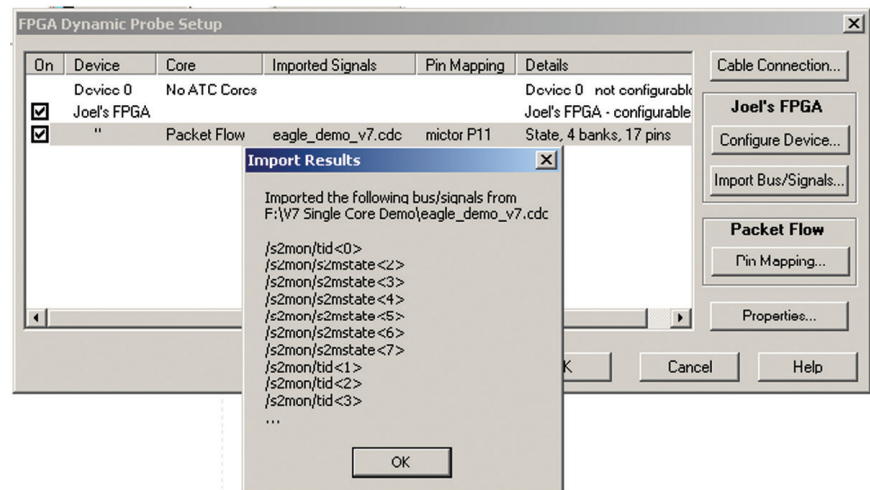 FPGA Dynamic Probe Setup
On Device Core Imported Signals Pin Mapping Details
Device 0 No ATC Cores Device 0 not configurable
Joel's FPGA Joel's FPGA - configurable
" Packet Flow eagle_demo_v7.cdc mictor P11 State, 4 banks, 17 pins
Cable Connection...
Joel's FPGA
Configure Device...
Import Bus/Signals...
Packet Flow
Pin Mapping...
Properties...
Cancel
Help
Import Results
Imported the following bus/signals from
F:\V7 Single Core Demo\eagle_demo_v7.cdc
/s2mon/tid<0>
/s2mon/s2mstate<2>
/s2mon/s2mstate<3>
/s2mon/s2mstate<4>
/s2mon/s2mstate<5>
/s2mon/s2mstate<6>
/s2mon/s2mstate<7>
/s2mon/tid<1>
/s2mon/tid<2>
/s2mon/tid<3>
...
OK